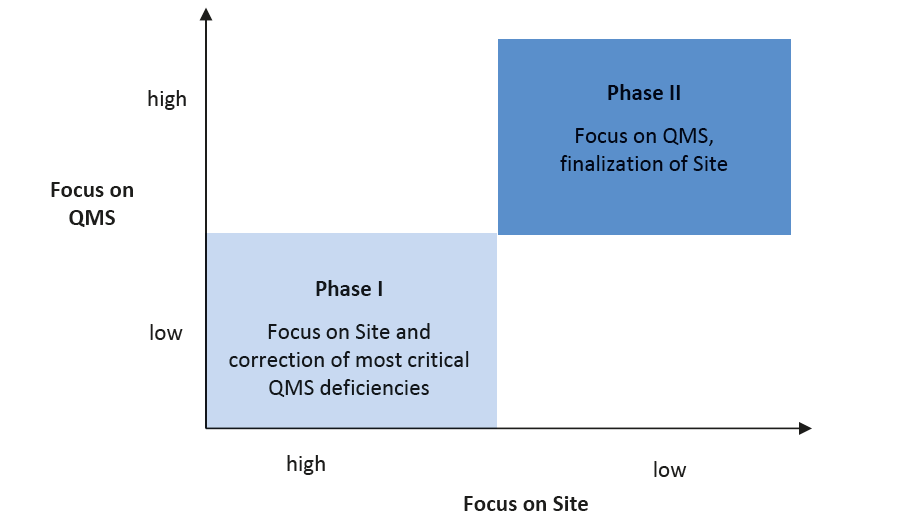 high
Phase II
Focus on QMS,
finalization of Site
Focus on
QMS
Phase I
low
Focus on Site and
correction of most critical
QMS deficiencies
high
low
Focus on Site